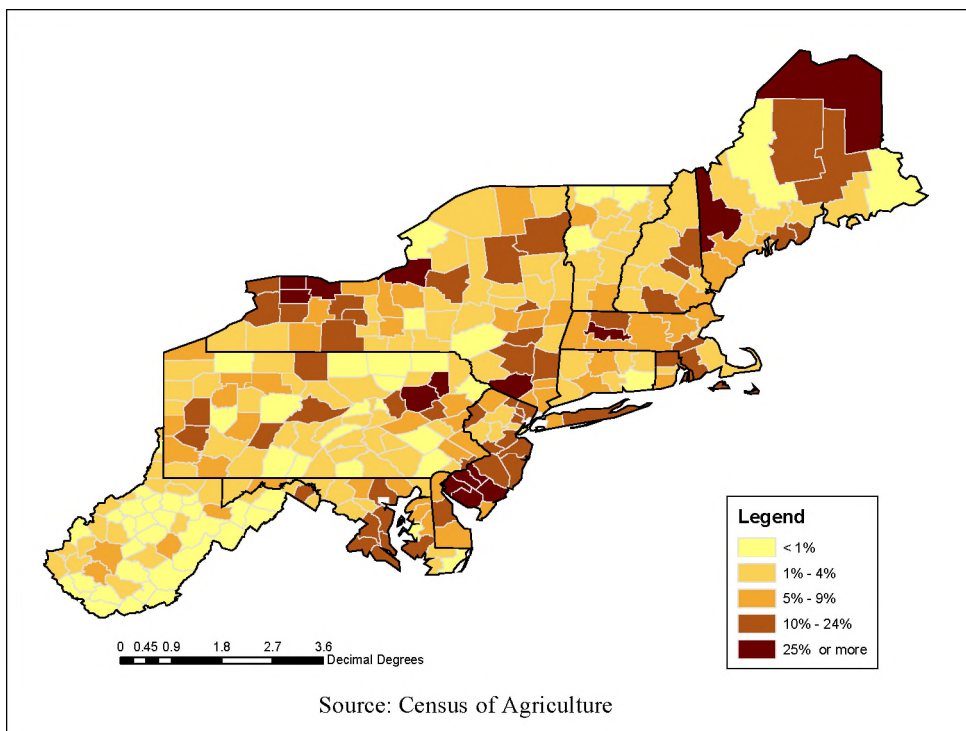 Legend
< 1%
1% - 4%
5% - 9%
10% - 24%
25% or more
0 0.45 0.9 1.8 2.7 3.6
Decimal Degrees
Source: Census of Agriculture